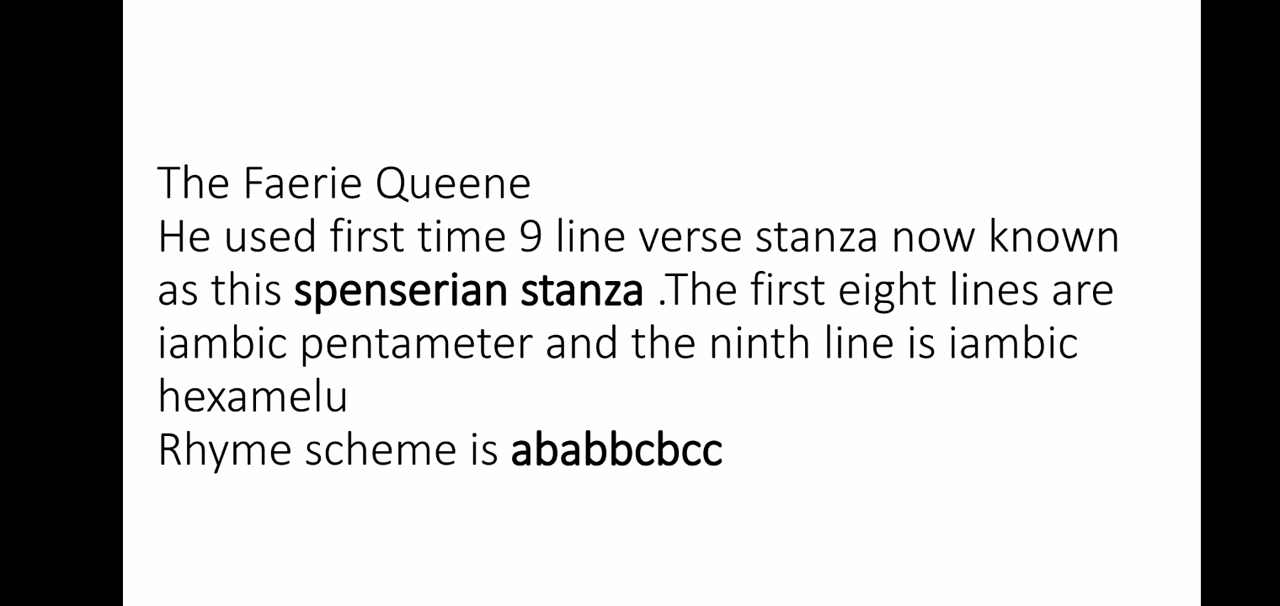 The Faerie Queene
He used first time 9 line verse stanza now known
as this spenserian stanza .The first eight lines are
iambic pentameter and the ninth line is iambic
hexamelu
Rhyme scheme is ababbcbcc